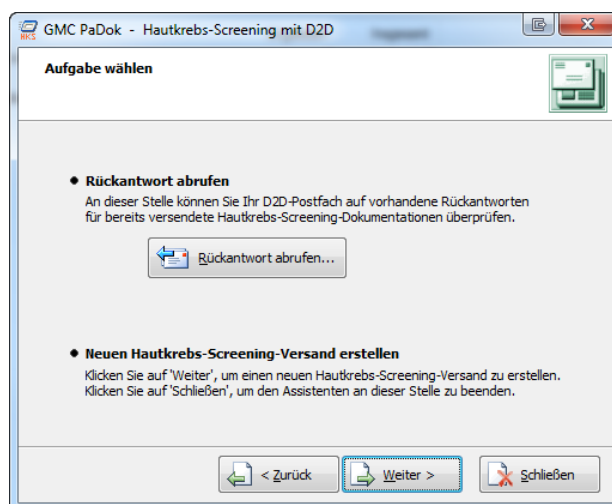 GMC PaDok - Hautkrebs-Screening mit D2D
HKS
Aufgabe wählen
Rückantwort abrufen
An dieser Stelle können Sie Ihr D2D-Postfach auf vorhandene Rückantworten
für bereits versendete Hautkrebs-Screening-Dokumentationen überprüfen.
Rückantwort abrufen...
Neuen Hautkrebs-Screening-Versand erstellen
Klicken Sie auf 'Weiter', um einen neuen Hautkrebs-Screening-Versand zu erstellen.
Klicken Sie auf 'Schließen', um den Assistenten an dieser Stelle zu beenden.
< Zurück
Weiter >
Schließen